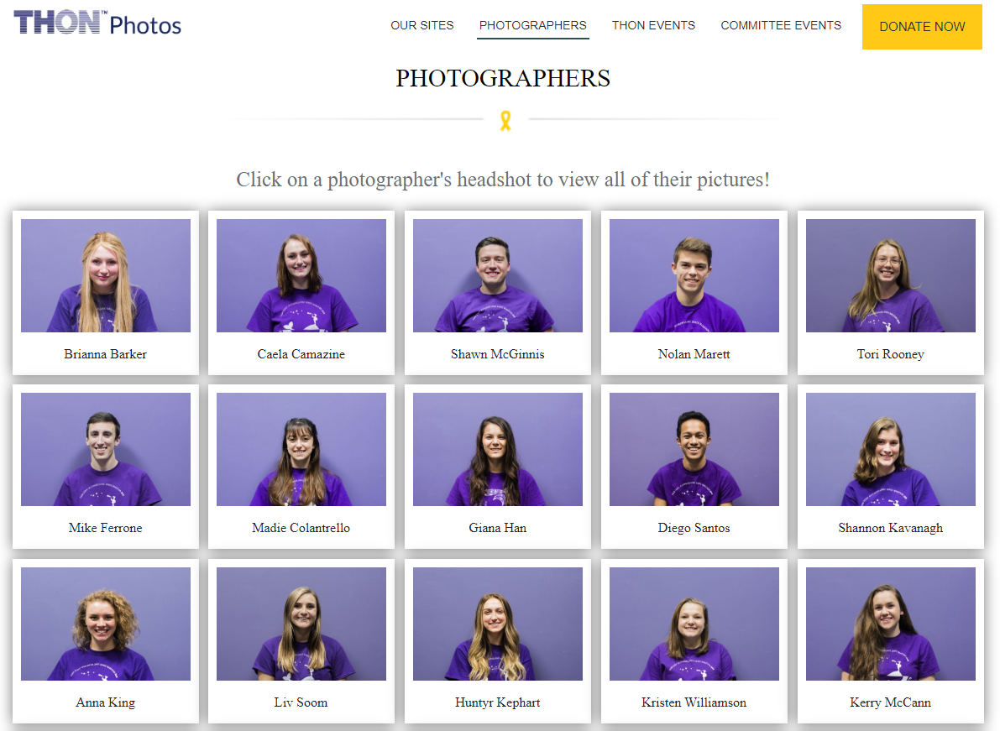 THON™ Photos
OUR SITES PHOTOGRAPHERS THON EVENTS COMMITTEE EVENTS DONATE NOW
PHOTOGRAPHERS
Click on a photographer's headshot to view all of their pictures!
Brianna Barker Caela Camazine Shawn McGinnis Nolan Marett Tori Rooney
Mike Ferrone Madie Colantrello Giana Han Diego Santos Shannon Kavanagh
Anna King Liv Soom Huntyr Kephart Kristen Williamson Kerry McCann